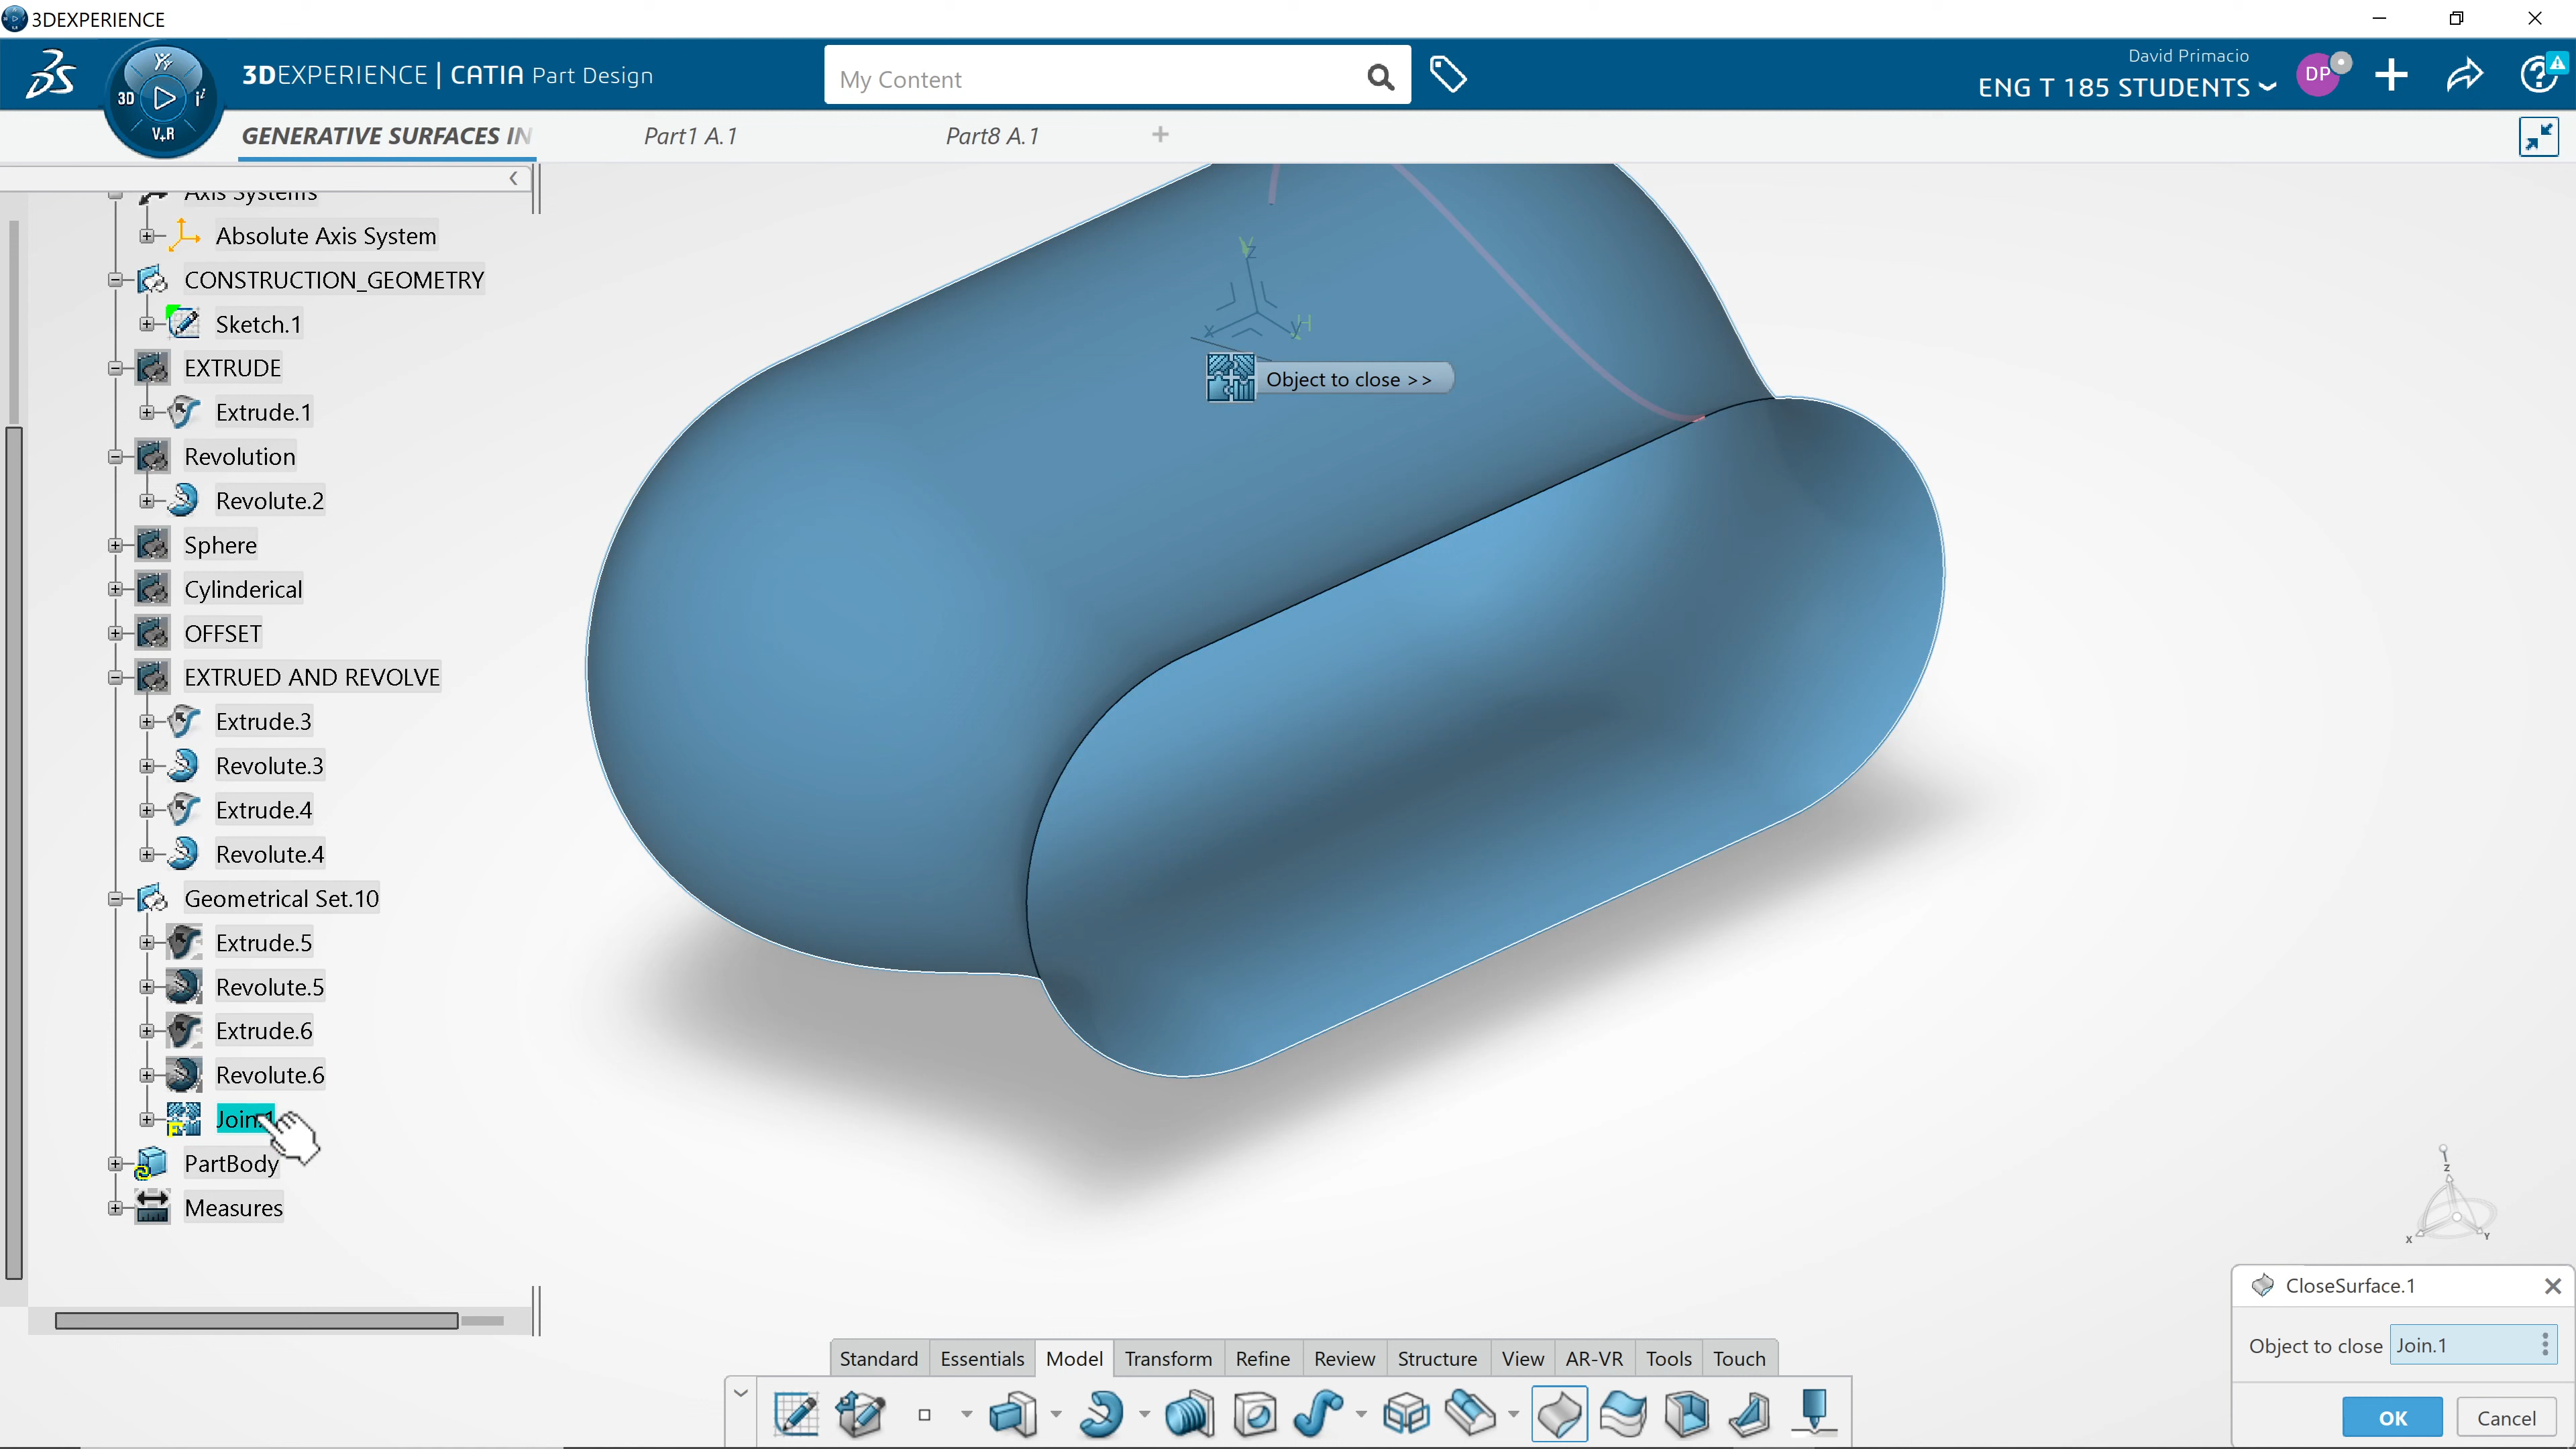 3DEXPERIENCE
3DEXPERIENCE | CATIA Part Design
3D
V+R
My Content
David Primacio
ENG T 185 STUDENTS
DP
GENERATIVE SURFACES IN
Part1 A.1
Part8 A.1
Axis Systems
Absolute Axis System
CONSTRUCTION_GEOMETRY
Sketch.1
EXTRUDE
Extrude.1
Revolution
Revolute.2
Sphere
Cylinderical
OFFSET
EXTRUED AND REVOLVE
Extrude.3
Revolute.3
Extrude.4
Revolute.4
Geometrical Set.10
Extrude.5
Revolute.5
Extrude.6
Revolute.6
Join.1
PartBody
Measures
V
z
x
y
H
Object to close >>
z
x
Y
CloseSurface.1
Object to close Join.1
OK
Cancel
Standard
Essentials
Model
Transform
Refine
Review
Structure
View
AR-VR
Tools
Touch